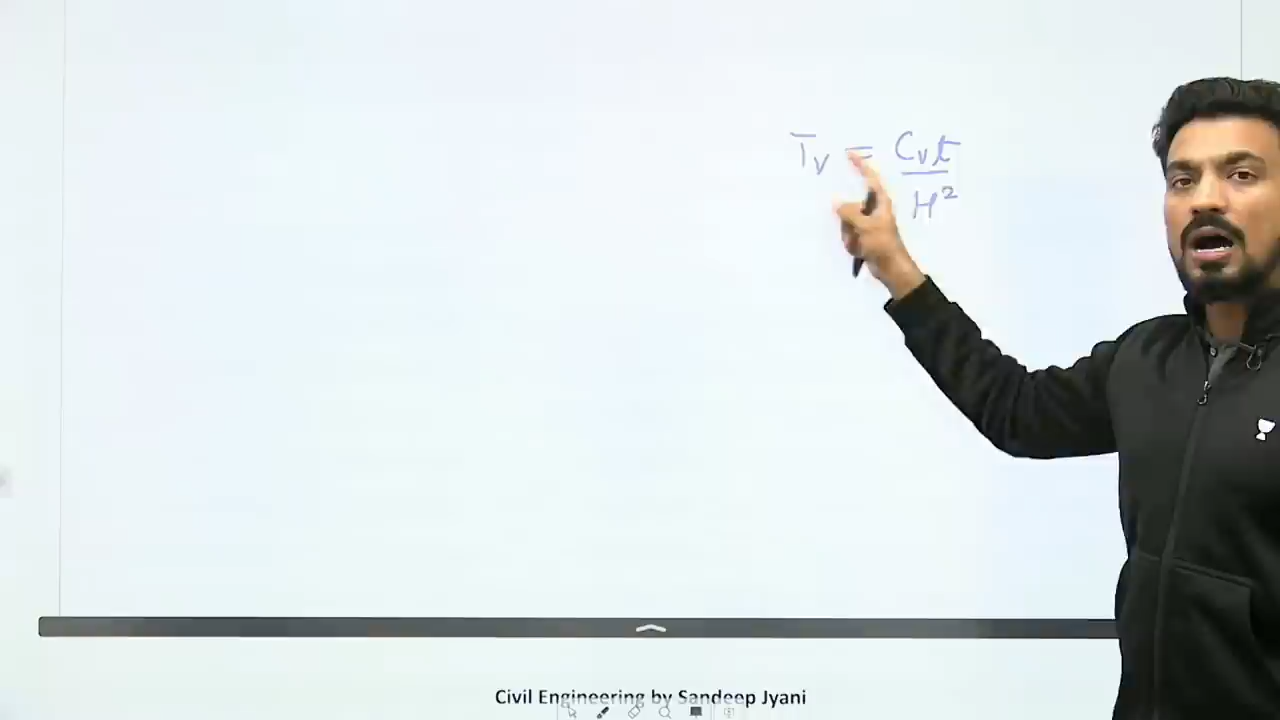 Tv = Cvt / H²
Civil Engineering by Sandeep Jyani